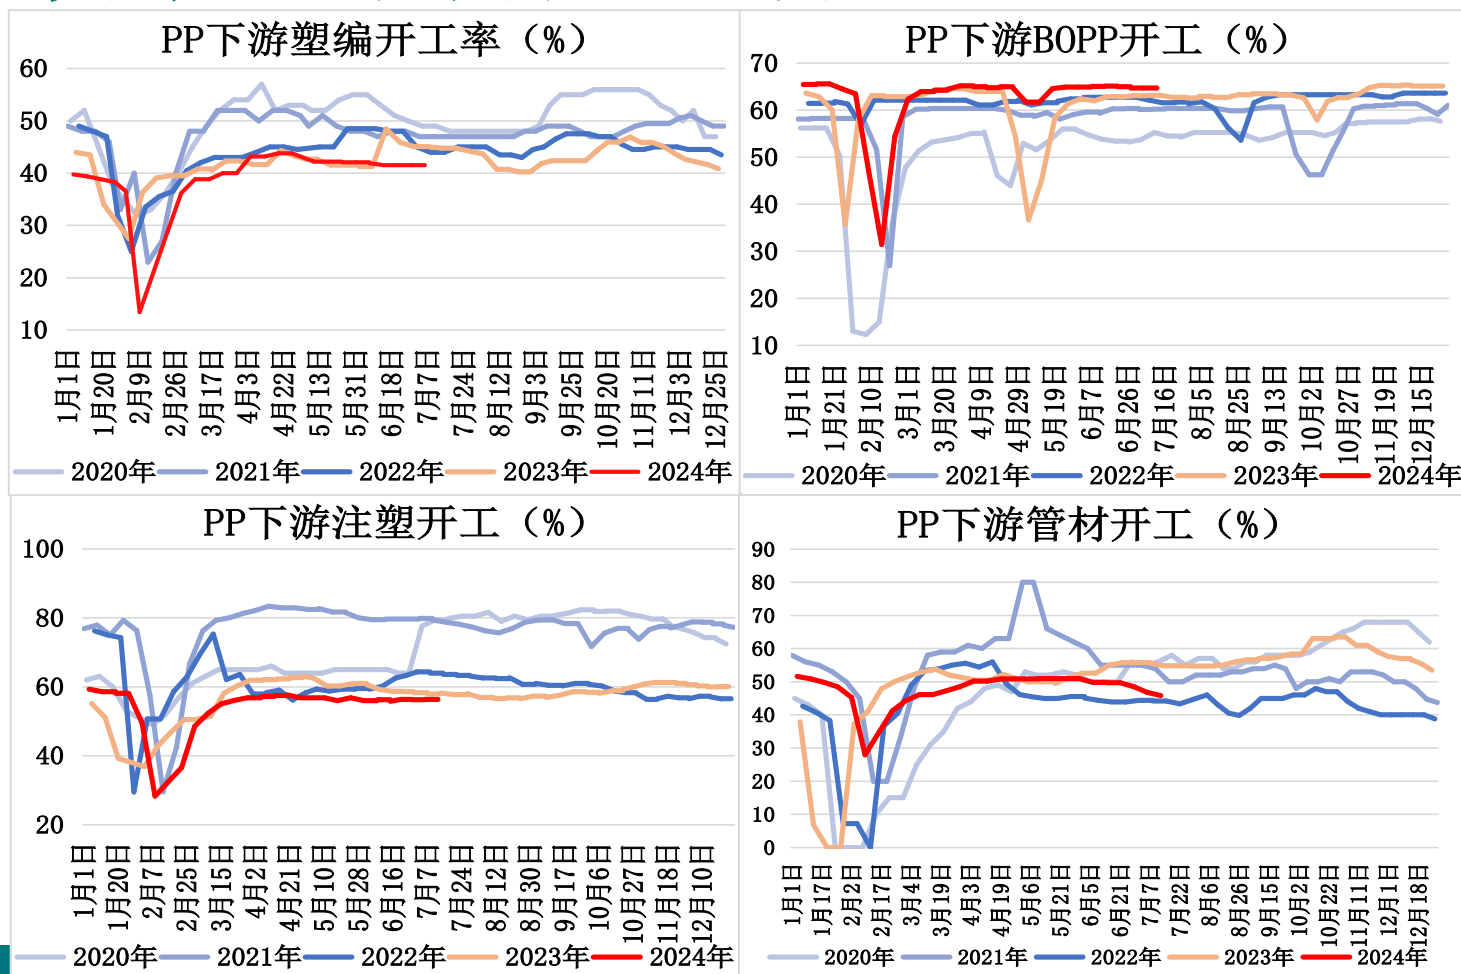 PP下游塑编开工率（%）
60
50
40
30
20
10
1月1日
1月20日
2月9日
2月26日
3月17日
4月3日
4月22日
5月13日
5月31日
6月18日
7月7日
7月24日
8月12日
9月3日
9月25日
10月20日
11月11日
12月3日
12月25日
2020年 2021年 2022年 2023年 2024年
PP下游BOPP开工（%）
70
60
50
40
30
20
10
1月1日
1月21日
2月10日
3月1日
3月20日
4月9日
4月29日
5月19日
6月7日
6月26日
7月16日
8月5日
8月25日
9月13日
10月2日
10月27日
11月19日
12月15日
2020年 2021年 2022年 2023年 2024年
PP下游注塑开工（%）
100
80
60
40
20
1月1日
1月20日
2月7日
2月25日
3月15日
4月2日
4月21日
5月10日
5月28日
6月16日
7月7日
7月24日
8月11日
8月30日
9月17日
10月6日
10月27日
11月18日
12月10日
2020年 2021年 2022年 2023年 2024年
PP下游管材开工（%）
90
80
70
60
50
40
30
20
10
0
1月1日
1月17日
2月2日
2月17日
3月4日
3月19日
4月3日
4月19日
5月6日
5月21日
6月5日
6月21日
7月7日
7月22日
8月6日
8月26日
9月15日
10月2日
10月22日
11月11日
12月1日
12月18日
2020年 2021年 2022年 2023年 2024年